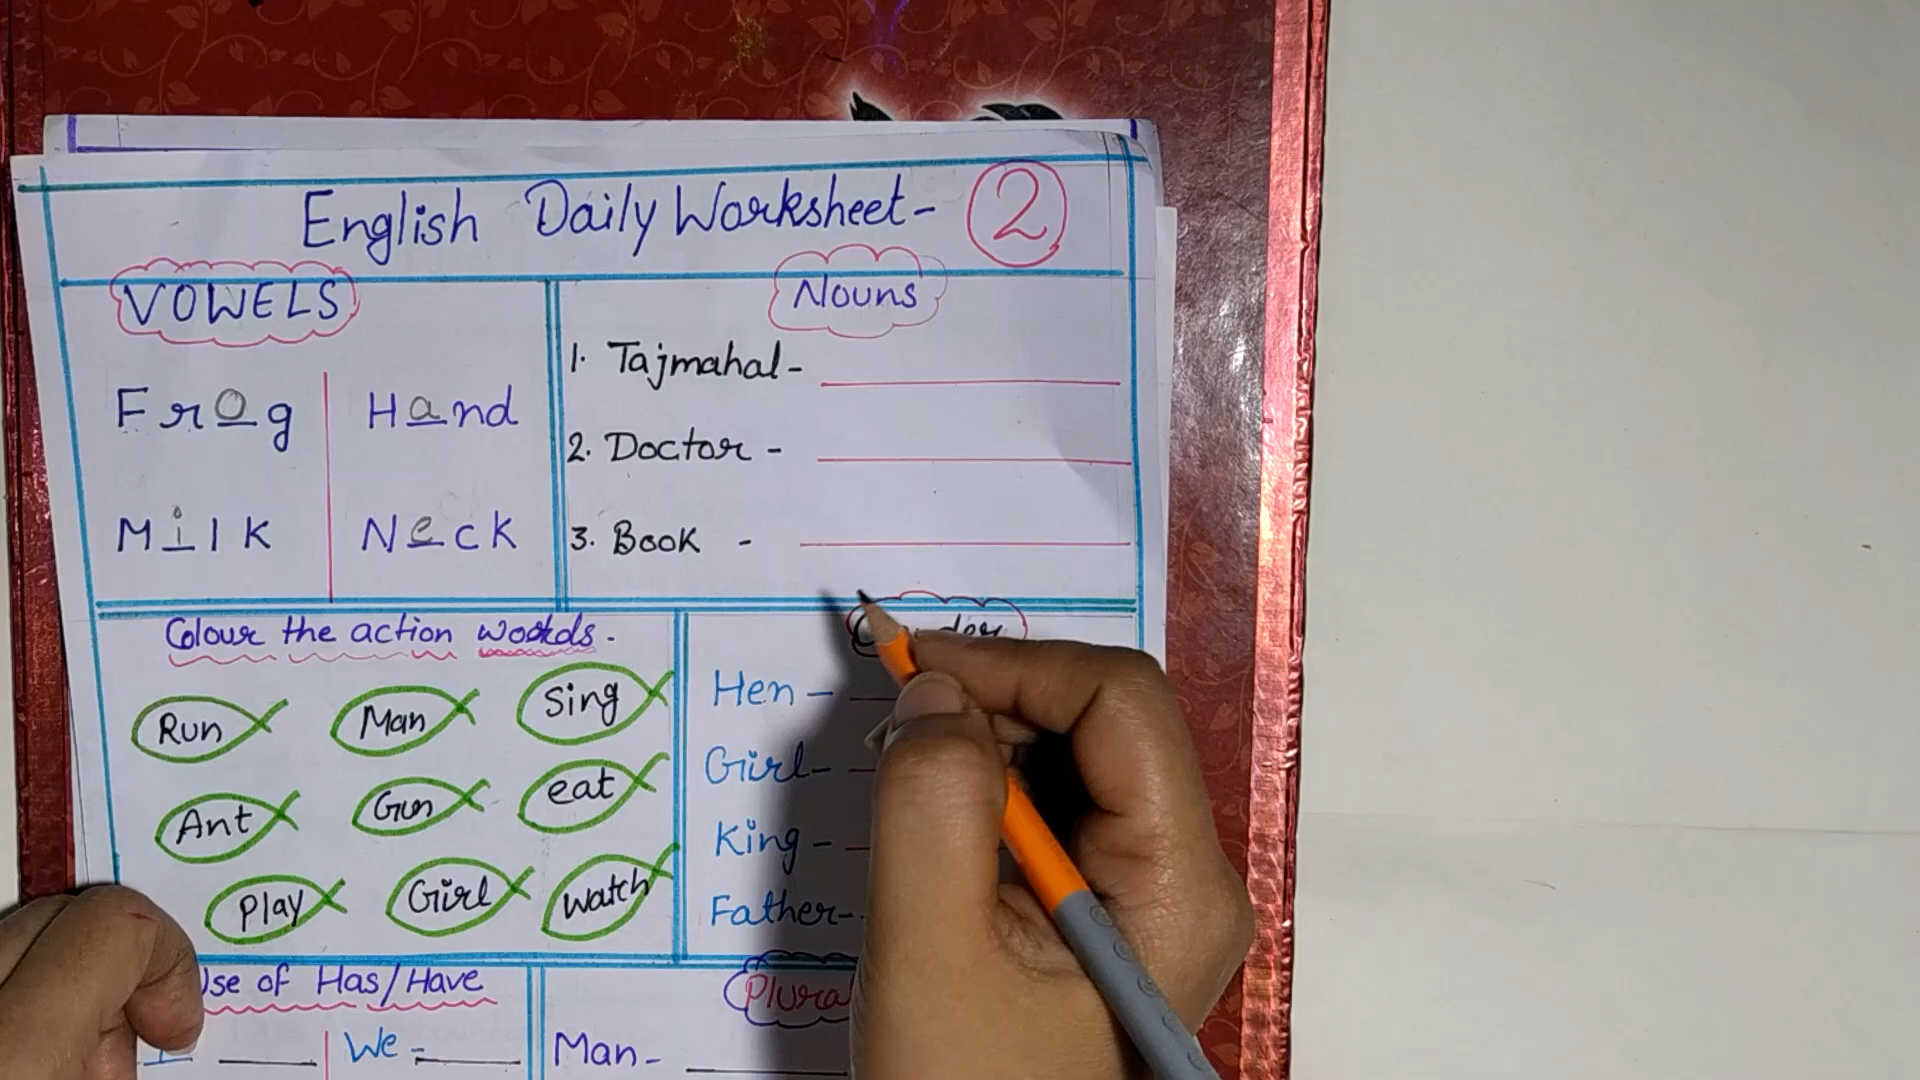 English Daily Worksheet- 2
VOWELS
Frog
Hand
Milk
Neck
Nouns
1. Tajmahal-
2. Doctor -
3. Book -
Colour the action words.
Run
Man
Sing
Ant
Gun
eat
Play
Girl
Watch
Hen -
Girl-
King -
Father-
Use of Has/Have
I
We -
Plural
Man-